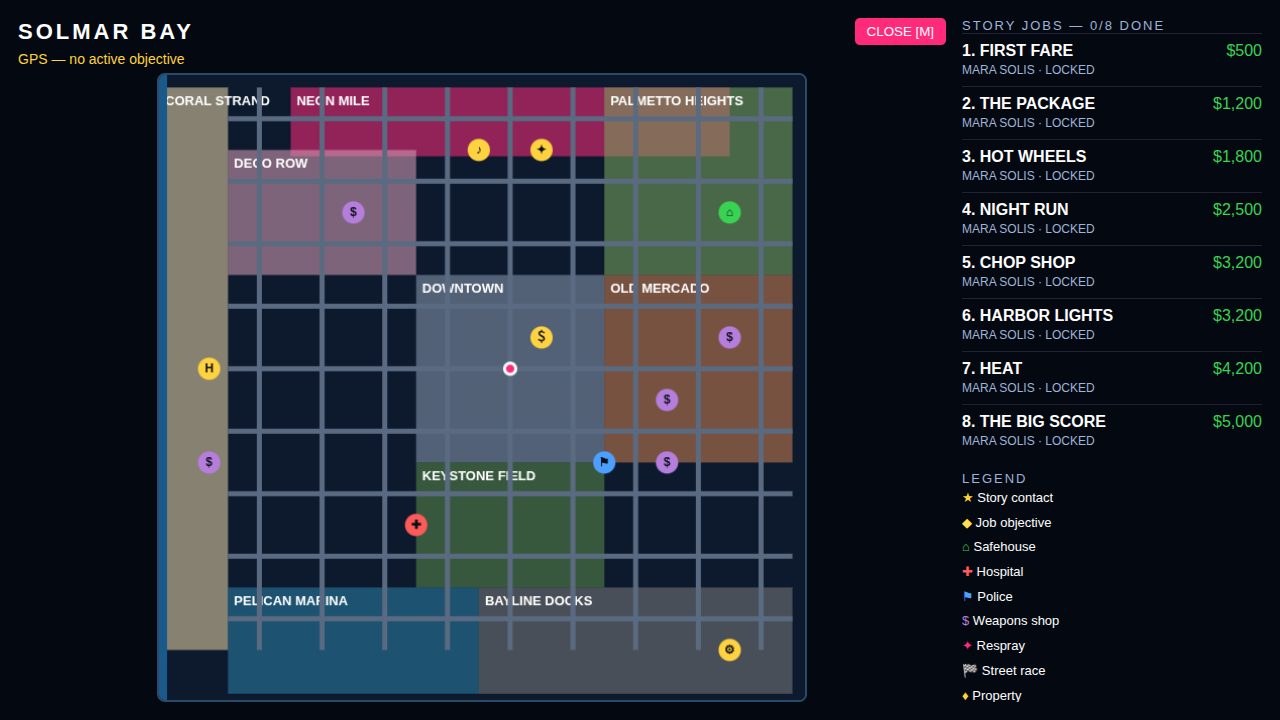 SOLMAR BAY
GPS — no active objective
CLOSE [M]
CORAL STRAND
NEON MILE
PALMETTO HEIGHTS
DECO ROW
DOWNTOWN
OLD MERCADO
KEYSTONE FIELD
PELICAN MARINA
BAYLINE DOCKS
♪
✦
$
⌂
$
$
H
$
$
⚑
$
✚
⚙
STORY JOBS — 0/8 DONE
1. FIRST FARE $500
MARA SOLIS · LOCKED
2. THE PACKAGE $1,200
MARA SOLIS · LOCKED
3. HOT WHEELS $1,800
MARA SOLIS · LOCKED
4. NIGHT RUN $2,500
MARA SOLIS · LOCKED
5. CHOP SHOP $3,200
MARA SOLIS · LOCKED
6. HARBOR LIGHTS $3,200
MARA SOLIS · LOCKED
7. HEAT $4,200
MARA SOLIS · LOCKED
8. THE BIG SCORE $5,000
MARA SOLIS · LOCKED
LEGEND
★ Story contact
◆ Job objective
⌂ Safehouse
✚ Hospital
⚑ Police
$ Weapons shop
✦ Respray
🏁 Street race
♦ Property